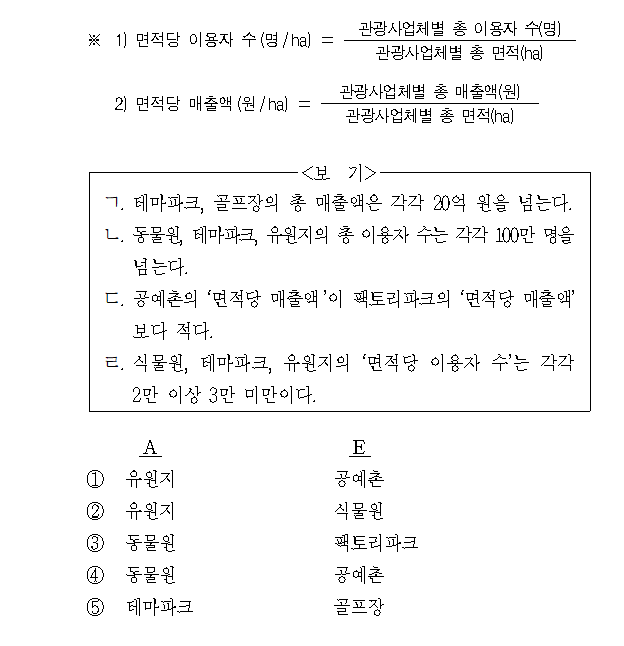 ※ 1) 면적당 이용자 수(명/ha) = 관광사업체별 총 이용자 수(명) / 관광사업체별 총 면적(ha)
2) 면적당 매출액(원/ha) = 관광사업체별 총 매출액(원) / 관광사업체별 총 면적(ha)
<보 기>
ㄱ. 테마파크, 골프장의 총 매출액은 각각 20억 원을 넘는다.
ㄴ. 동물원, 테마파크, 유원지의 총 이용자 수는 각각 100만 명을
넘는다.
ㄷ. 공예촌의 '면적당 매출액'이 팩토리파크의 '면적당 매출액'
보다 적다.
ㄹ. 식물원, 테마파크, 유원지의 '면적당 이용자 수'는 각각
2만 이상 3만 미만이다.
A E
① 유원지 공예촌
② 유원지 식물원
③ 동물원 팩토리파크
④ 동물원 공예촌
⑤ 테마파크 골프장